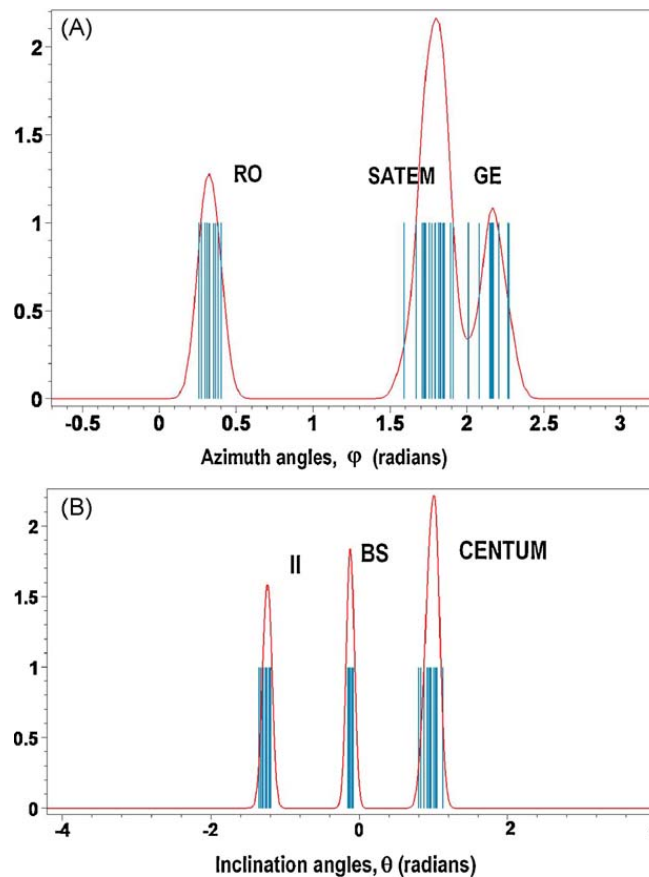 (A)
2
1.5
1
0.5
0
RO
SATEM
GE
-0.5 0 0.5 1 1.5 2 2.5 3
Azimuth angles, φ (radians)
(B)
2
1.5
1
0.5
0
II
BS
CENTUM
-4 -2 0 2
Inclination angles, θ (radians)